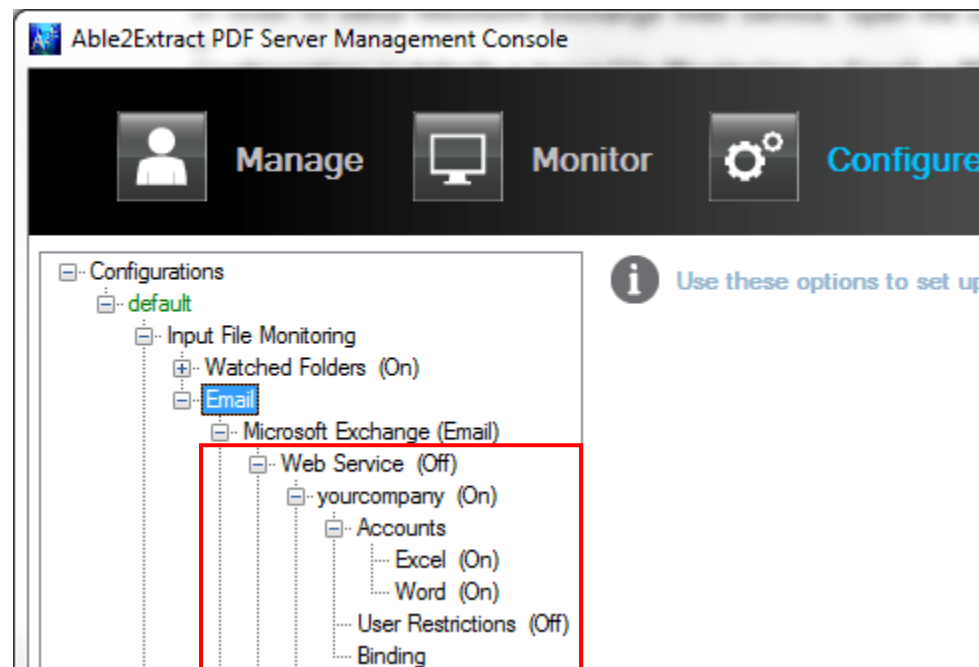 Able2Extract PDF Server Management Console
Manage Monitor Configure
Configurations
default
Input File Monitoring
Watched Folders (On)
Email
Microsoft Exchange (Email)
Web Service (Off)
yourcompany (On)
Accounts
Excel (On)
Word (On)
User Restrictions (Off)
Binding
Use these options to set up